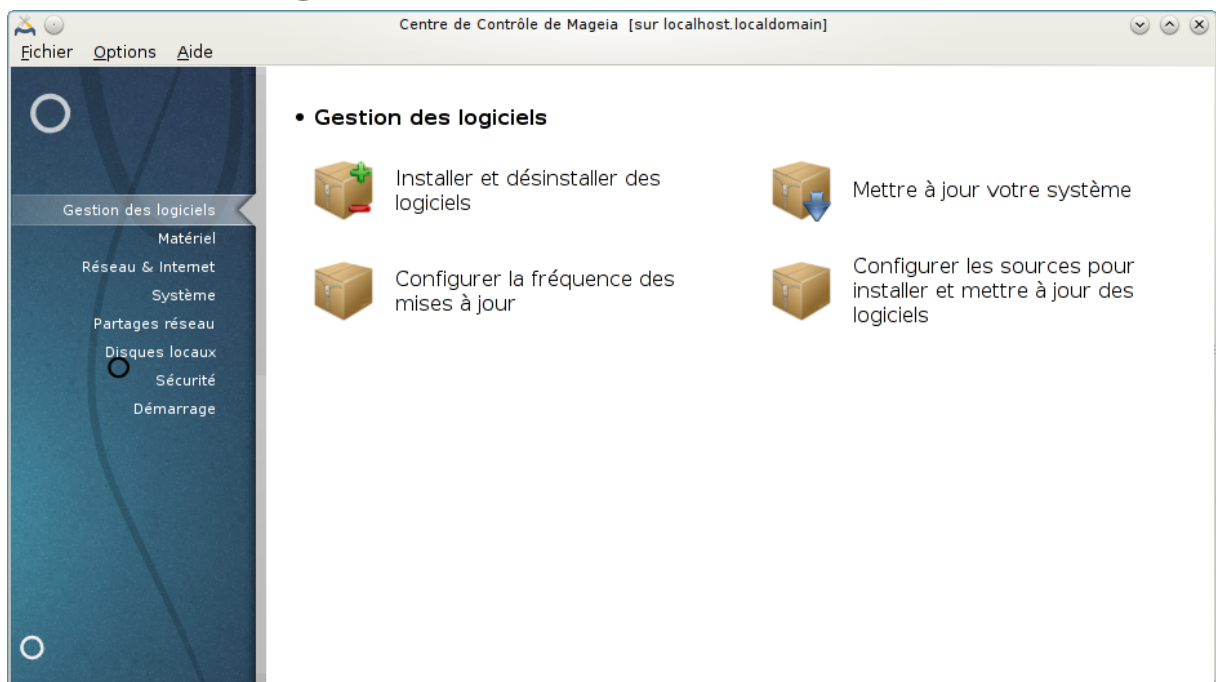 Centre de Contrôle de Mageia [sur localhost.localdomain]
Fichier Options Aide
Gestion des logiciels
Matériel
Réseau & Internet
Système
Partages réseau
Disques locaux
Sécurité
Démarrage
• Gestion des logiciels
Installer et désinstaller des
logiciels
Mettre à jour votre système
Configurer la fréquence des
mises à jour
Configurer les sources pour
installer et mettre à jour des
logiciels